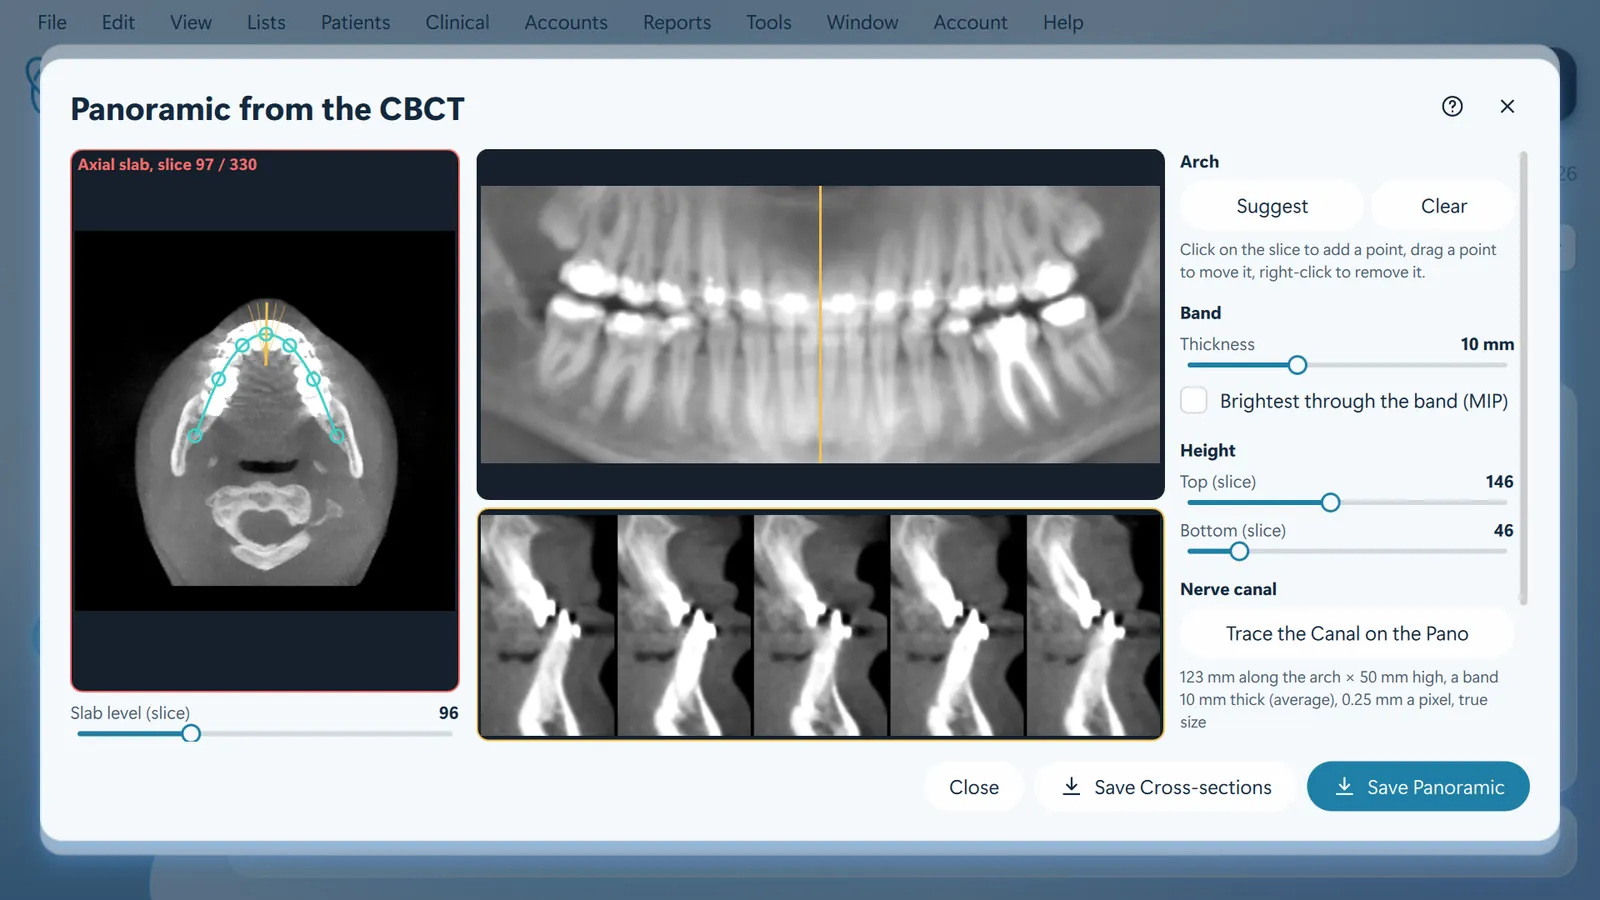 File Edit View Lists Patients Clinical Accounts Reports Tools Window Account Help
Panoramic from the CBCT
Axial slab, slice 97 / 330
Slab level (slice) 96
Arch
Suggest Clear
Click on the slice to add a point, drag a point
to move it, right-click to remove it.
Band
Thickness 10 mm
Brightest through the band (MIP)
Height
Top (slice) 146
Bottom (slice) 46
Nerve canal
Trace the Canal on the Pano
123 mm along the arch × 50 mm high, a band
10 mm thick (average), 0.25 mm a pixel, true
size
Close Save Cross-sections Save Panoramic
26